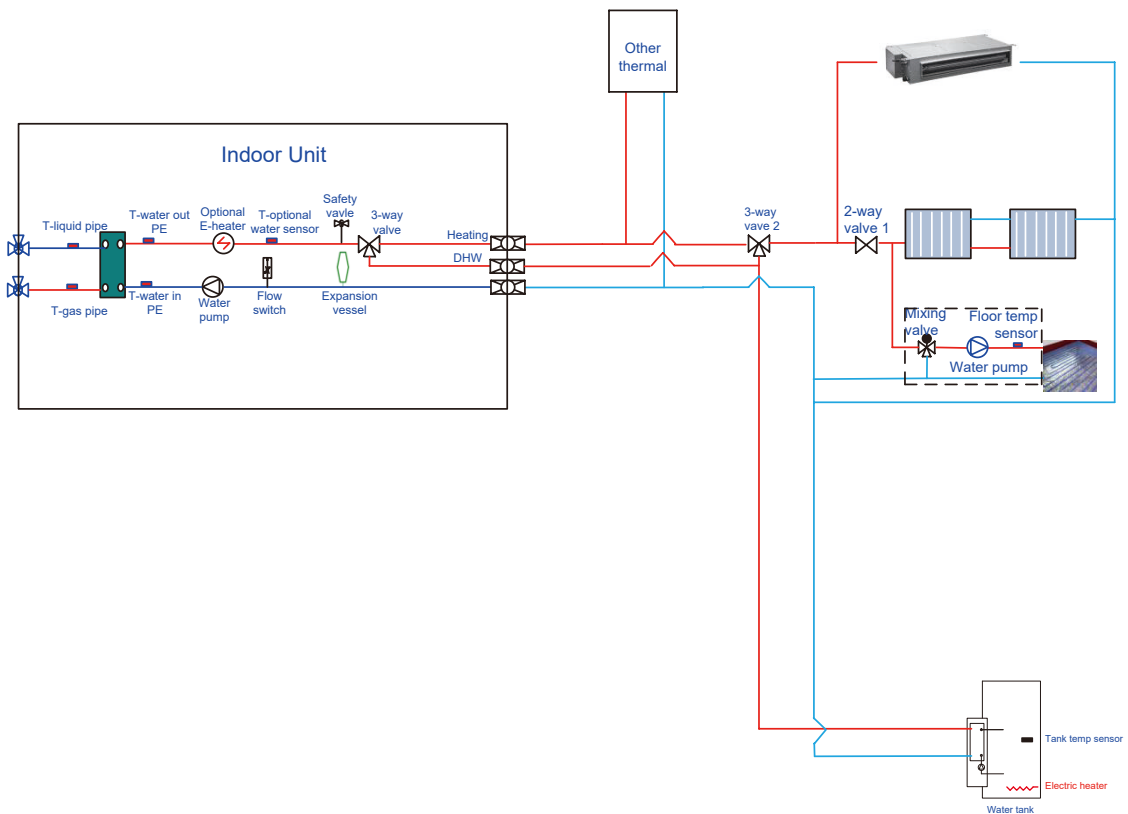 Other
thermal
Indoor Unit
T-liquid pipe
T-water out
PE
Optional
E-heater
T-optional
water sensor
Safety
vavle
3-way
valve
Heating
DHW
3-way
vave 2
2-way
valve 1
T-gas pipe
T-water in
PE
Water
pump
Flow
switch
Expansion
vessel
Mixing
valve
Floor temp
sensor
Water pump
Tank temp sensor
Electric heater
Water tank